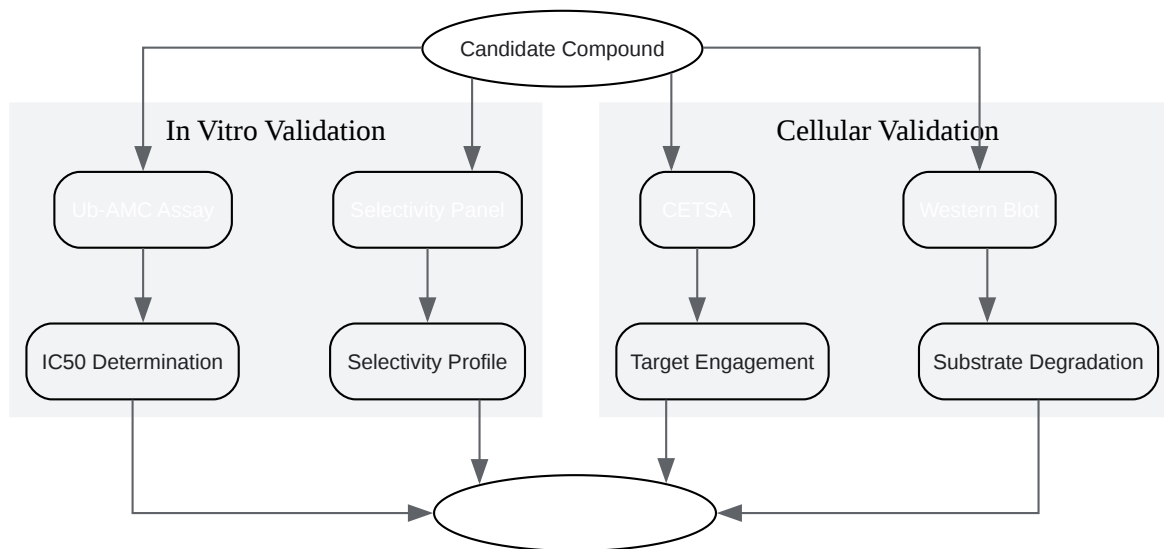 Candidate Compound
In Vitro Validation
Cellular Validation
Ub-AMC Assay
Selectivity Panel
CETSA
Western Blot
IC50 Determination
Selectivity Profile
Target Engagement
Substrate Degradation